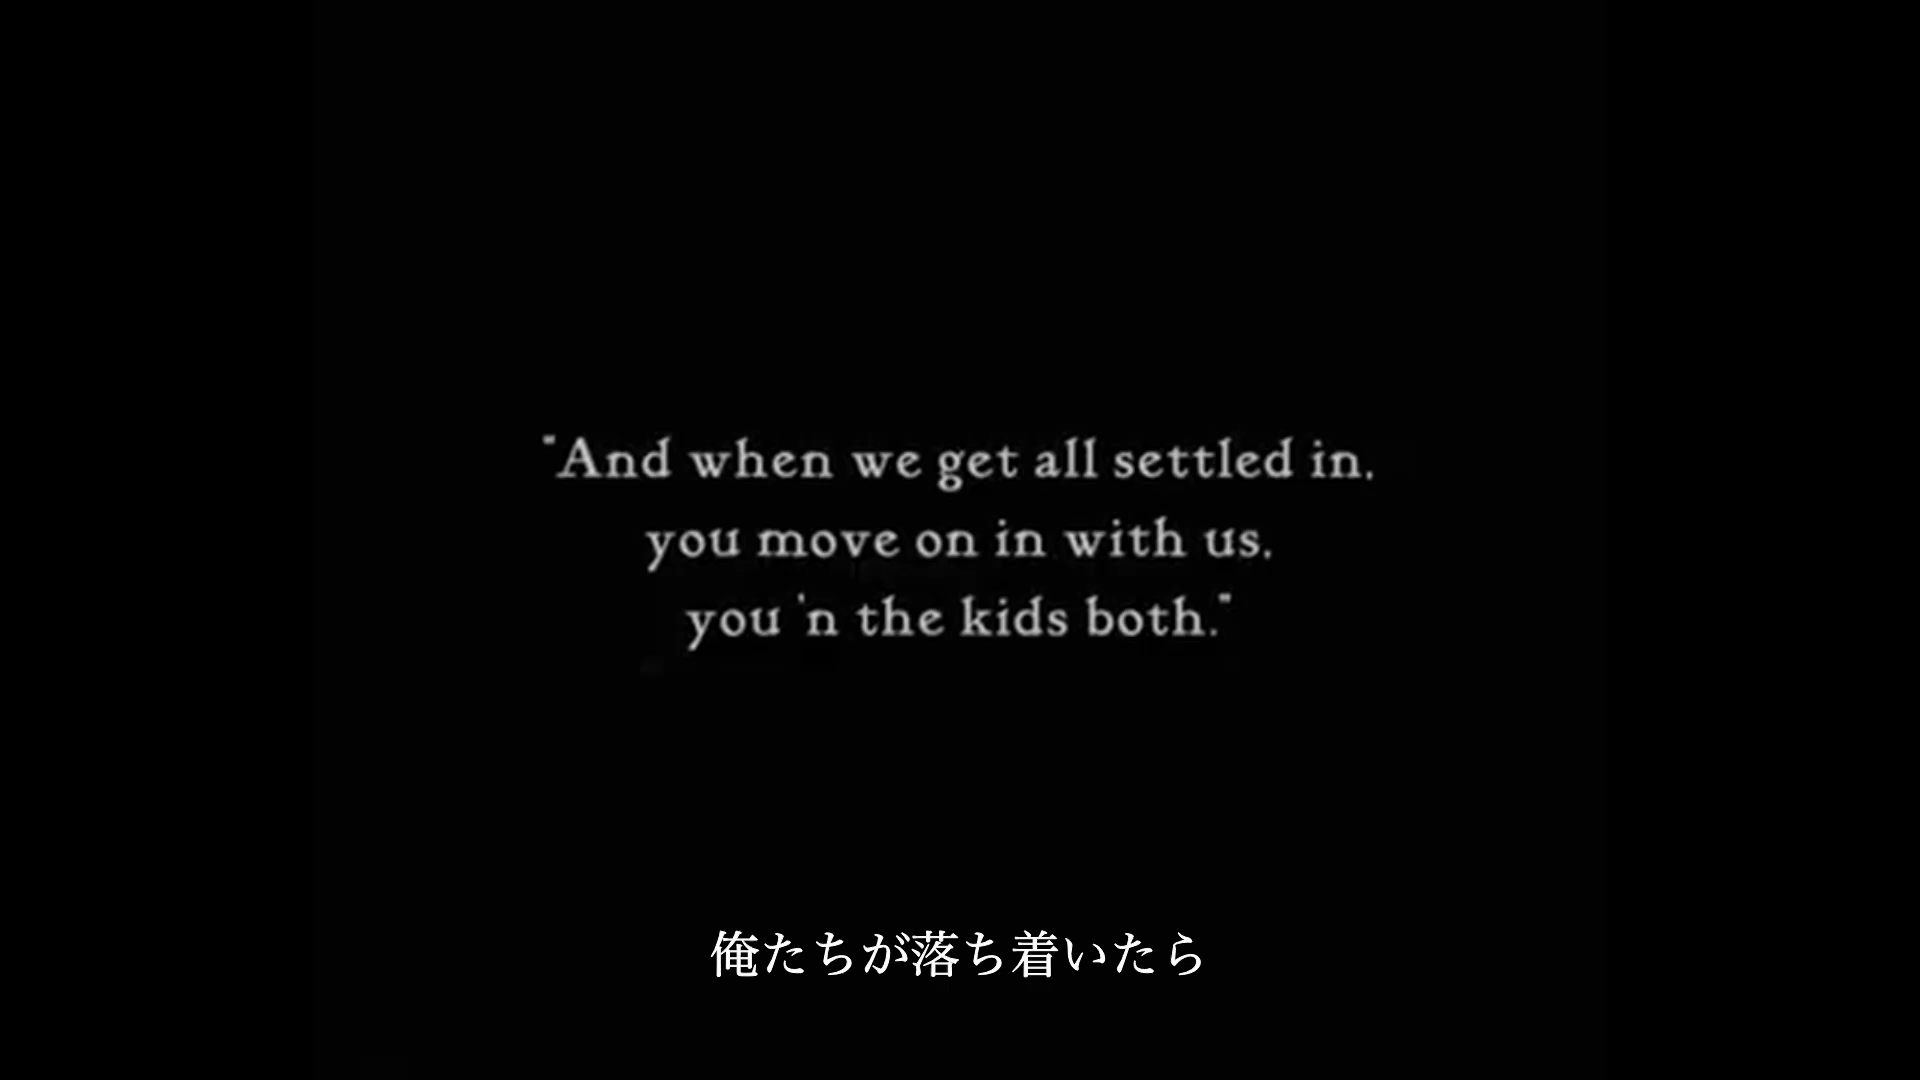 "And when we get all settled in,
you move on in with us,
you 'n the kids both."
俺たちが落ち着いたら